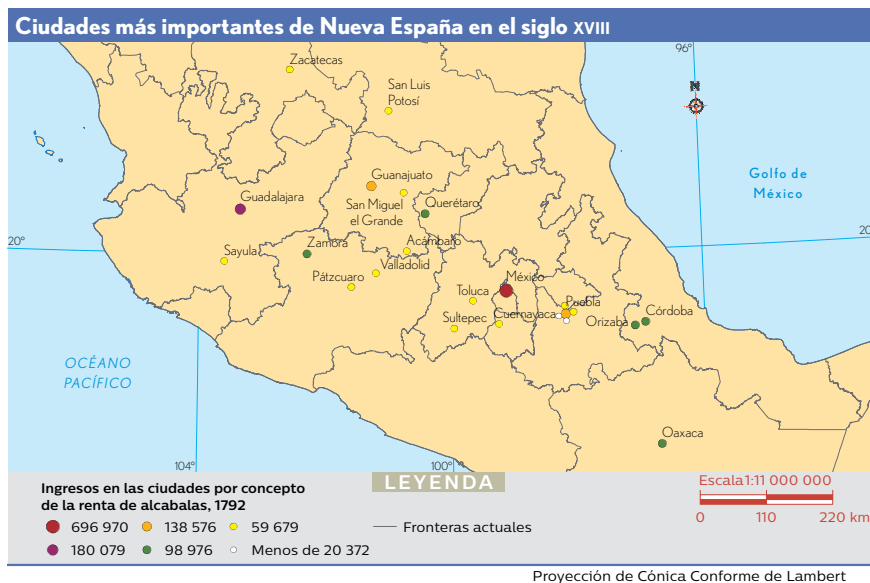 Ciudades más importantes de Nueva España en el siglo XVIII
96°
Zacatecas
N
San Luis
Potosí
Golfo de
México
Guanajuato
Guadalajara
San Miguel
el Grande
Querétaro
20°
20
Sayula
Zamora
Acámbaro
Valladolid
Pátzcuaro
México
Toluca
Puebla
Sultepec
Cuernavaca
Orizaba
Córdoba
OCÉANO
PACÍFICO
Oaxaca
104°
100°
LEYENDA
Ingresos en las ciudades por concepto
de la renta de alcabalas, 1792
696 970
138 576
59 679
180 079
98 976
Menos de 20 372
Fronteras actuales
Escala1:11 000 000
0 110 220 km
Proyección de Cónica Conforme de Lambert